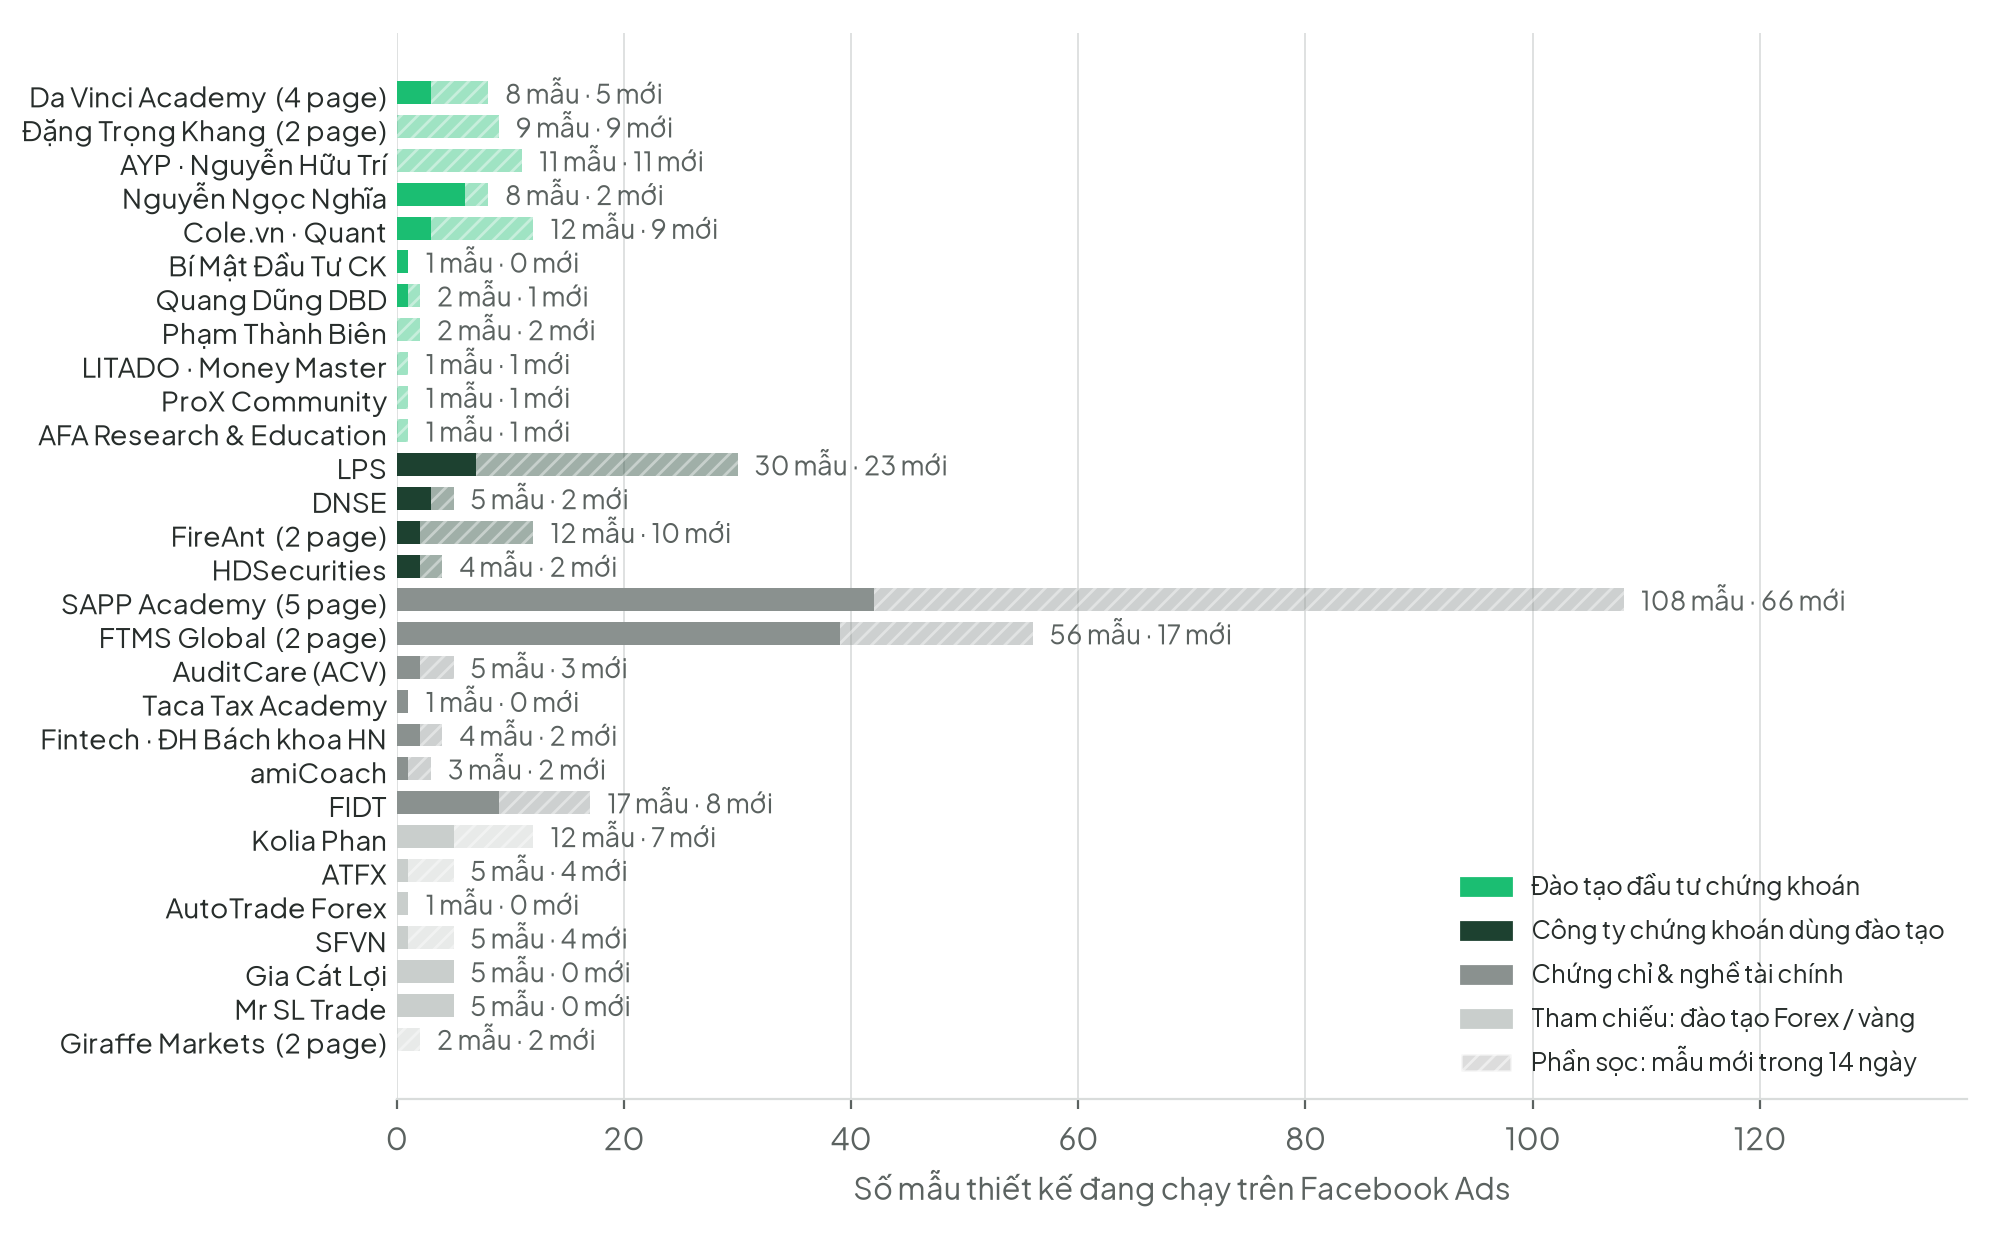 Da Vinci Academy (4 page) 8 mẫu · 5 mới
Đặng Trọng Khang (2 page) 9 mẫu · 9 mới
AYP · Nguyễn Hữu Trí 11 mẫu · 11 mới
Nguyễn Ngọc Nghĩa 8 mẫu · 2 mới
Cole.vn · Quant 12 mẫu · 9 mới
Bí Mật Đầu Tư CK 1 mẫu · 0 mới
Quang Dũng DBD 2 mẫu · 1 mới
Phạm Thành Biên 2 mẫu · 2 mới
LITADO · Money Master 1 mẫu · 1 mới
ProX Community 1 mẫu · 1 mới
AFA Research & Education 1 mẫu · 1 mới
LPS 30 mẫu · 23 mới
DNSE 5 mẫu · 2 mới
FireAnt (2 page) 12 mẫu · 10 mới
HDSecurities 4 mẫu · 2 mới
SAPP Academy (5 page) 108 mẫu · 66 mới
FTMS Global (2 page) 56 mẫu · 17 mới
AuditCare (ACV) 5 mẫu · 3 mới
Taca Tax Academy 1 mẫu · 0 mới
Fintech · ĐH Bách khoa HN 4 mẫu · 2 mới
amiCoach 3 mẫu · 2 mới
FIDT 17 mẫu · 8 mới
Kolia Phan 12 mẫu · 7 mới
ATFX 5 mẫu · 4 mới
AutoTrade Forex 1 mẫu · 0 mới
SFVN 5 mẫu · 4 mới
Gia Cát Lợi 5 mẫu · 0 mới
Mr SL Trade 5 mẫu · 0 mới
Giraffe Markets (2 page) 2 mẫu · 2 mới
Đào tạo đầu tư chứng khoán
Công ty chứng khoán dùng đào tạo
Chứng chỉ & nghề tài chính
Tham chiếu: đào tạo Forex / vàng
Phần sọc: mẫu mới trong 14 ngày
0 20 40 60 80 100 120
Số mẫu thiết kế đang chạy trên Facebook Ads